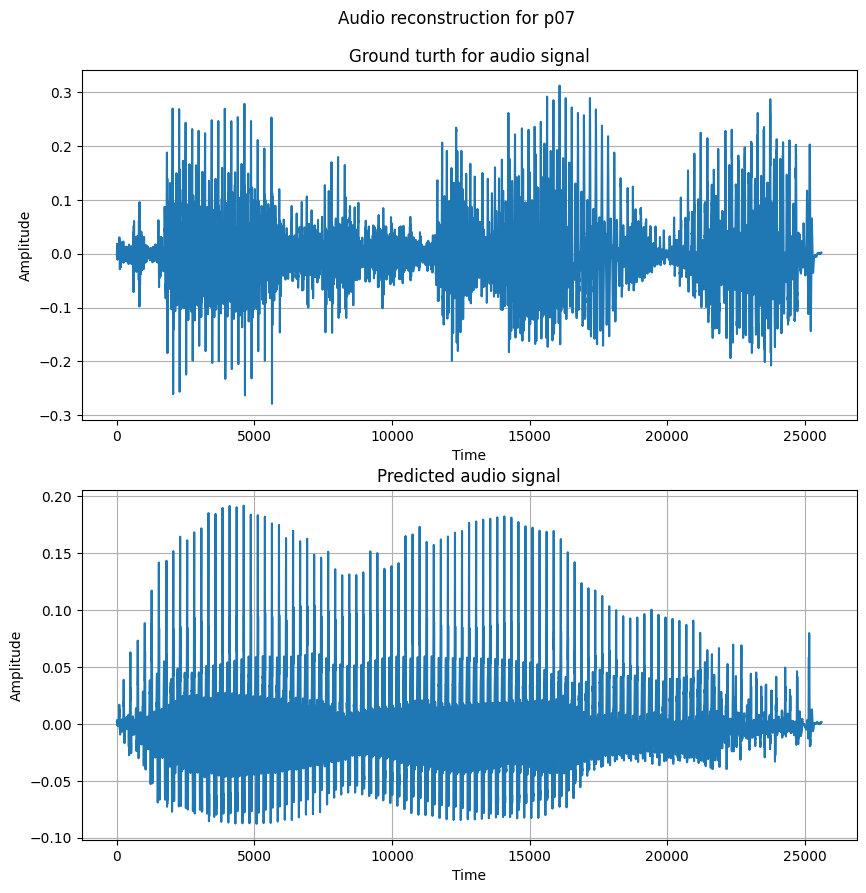 Audio reconstruction for p07
Ground turth for audio signal
0.3
0.2
0.1
0.0
−0.1
−0.2
−0.3
Amplitude
0 5000 10000 15000 20000 25000
Time
Predicted audio signal
0.20
0.15
0.10
0.05
0.00
−0.05
−0.10
Amplitude
0 5000 10000 15000 20000 25000
Time